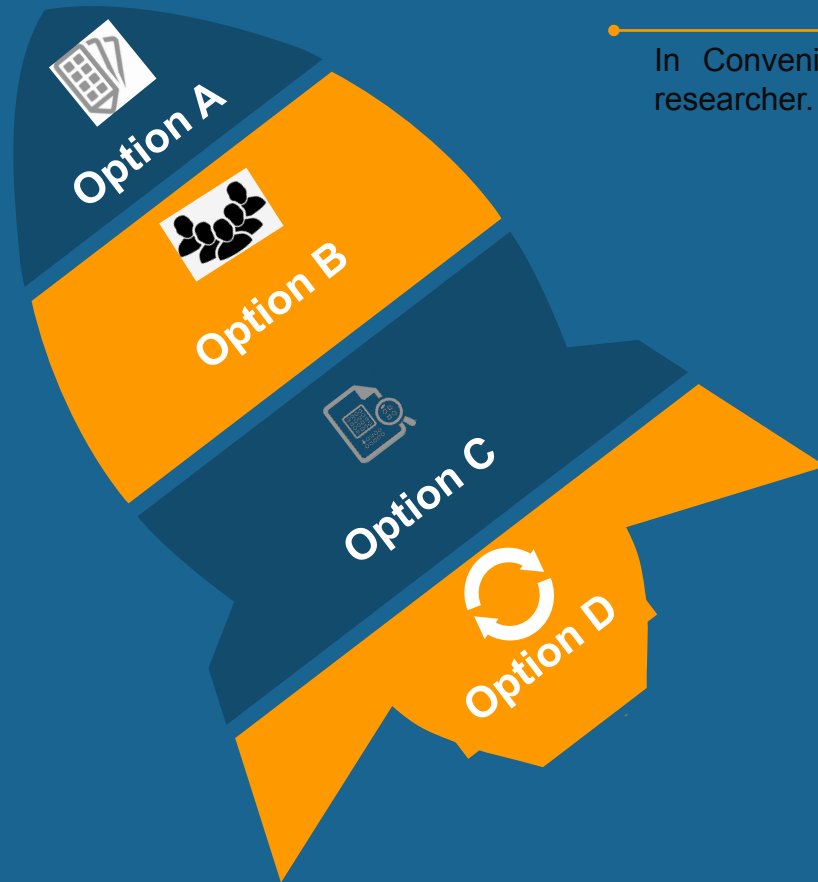 In Conveni
researcher.
Option A
Option B
Option C
Option D